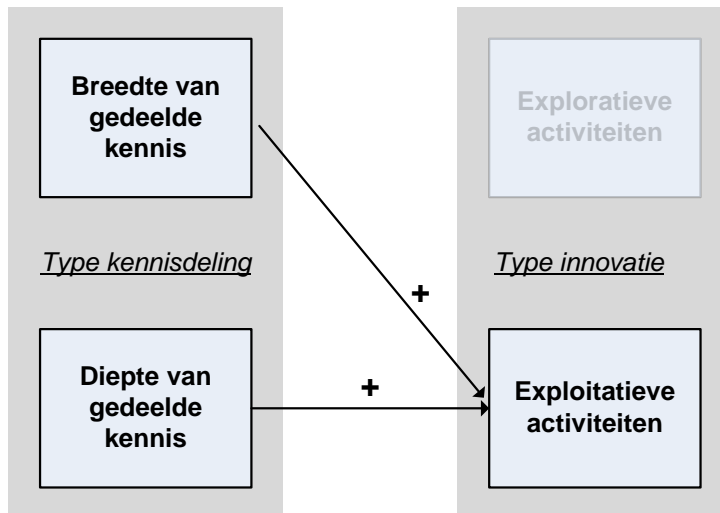 Breedte van
gedeelde
kennis
Exploratieve
activiteiten
Type kennisdeling
Type innovatie
+
+
Diepte van
gedeelde
kennis
Exploitatieve
activiteiten